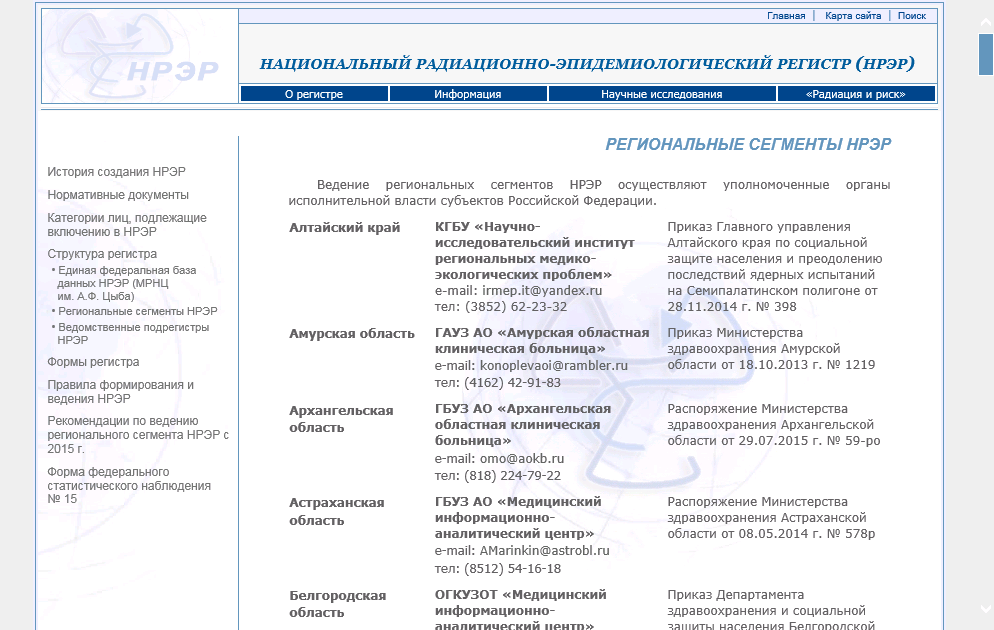 Главная | Карта сайта | Поиск
НРЭР
НАЦИОНАЛЬНЫЙ РАДИАЦИОННО-ЭПИДЕМИОЛОГИЧЕСКИЙ РЕГИСТР (НРЭР)
О регистре
Информация
Научные исследования
«Радиация и риск»
История создания НРЭР
Нормативные документы
Категории лиц, подлежащие
включению в НРЭР
Структура регистра
• Единая федеральная база
данных НРЭР (МРНЦ
им. А.Ф. Цыба)
• Региональные сегменты НРЭР
• Ведомственные подрегистры
НРЭР
Формы регистра
Правила формирования и
ведения НРЭР
Рекомендации по ведению
регионального сегмента НРЭР с
2015 г.
Форма федерального
статистического наблюдения
№ 15
РЕГИОНАЛЬНЫЕ СЕГМЕНТЫ НРЭР
Ведение региональных сегментов НРЭР осуществляют уполномоченные органы
исполнительной власти субъектов Российской Федерации.
Алтайский край
КГБУ «Научно-
исследовательский институт
региональных медико-
экологических проблем»
e-mail: irmep.it@yandex.ru
тел: (3852) 62-23-32
Приказ Главного управления
Алтайского края по социальной
защите населения и преодолению
последствий ядерных испытаний
на Семипалатинском полигоне от
28.11.2014 г. № 398
Амурская область
ГАУЗ АО «Амурская областная
клиническая больница»
e-mail: konoplevaoi@rambler.ru
тел: (4162) 42-91-83
Приказ Министерства
здравоохранения Амурской
области от 18.10.2013 г. № 1219
Архангельская
область
ГБУЗ АО «Архангельская
областная клиническая
больница»
e-mail: omo@aokb.ru
тел: (818) 224-79-22
Распоряжение Министерства
здравоохранения Архангельской
области от 29.07.2015 г. № 59-ро
Астраханская
область
ГБУЗ АО «Медицинский
информационно-
аналитический центр»
e-mail: AMarinkin@astrobl.ru
тел: (8512) 54-16-18
Распоряжение Министерства
здравоохранения Астраханской
области от 08.05.2014 г. № 578р
Белгородская
область
ОГКУЗОТ «Медицинский
информационно-
аналитический центр»
Приказ Департамента
здравоохранения и социальной
защиты населения Белгородской